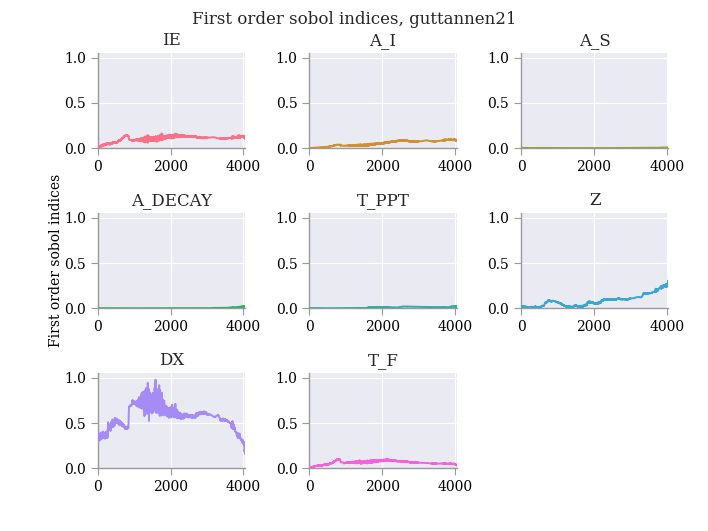 First order sobol indices, guttannen21
IE A_I A_S
1.0 1.0 1.0
0.5 0.5 0.5
0.0 0.0 0.0
0 2000 4000 0 2000 4000 0 2000 4000
First order sobol indices
A_DECAY T_PPT Z
1.0 1.0 1.0
0.5 0.5 0.5
0.0 0.0 0.0
0 2000 4000 0 2000 4000 0 2000 4000
DX T_F
1.0 1.0
0.5 0.5
0.0 0.0
0 2000 4000 0 2000 4000